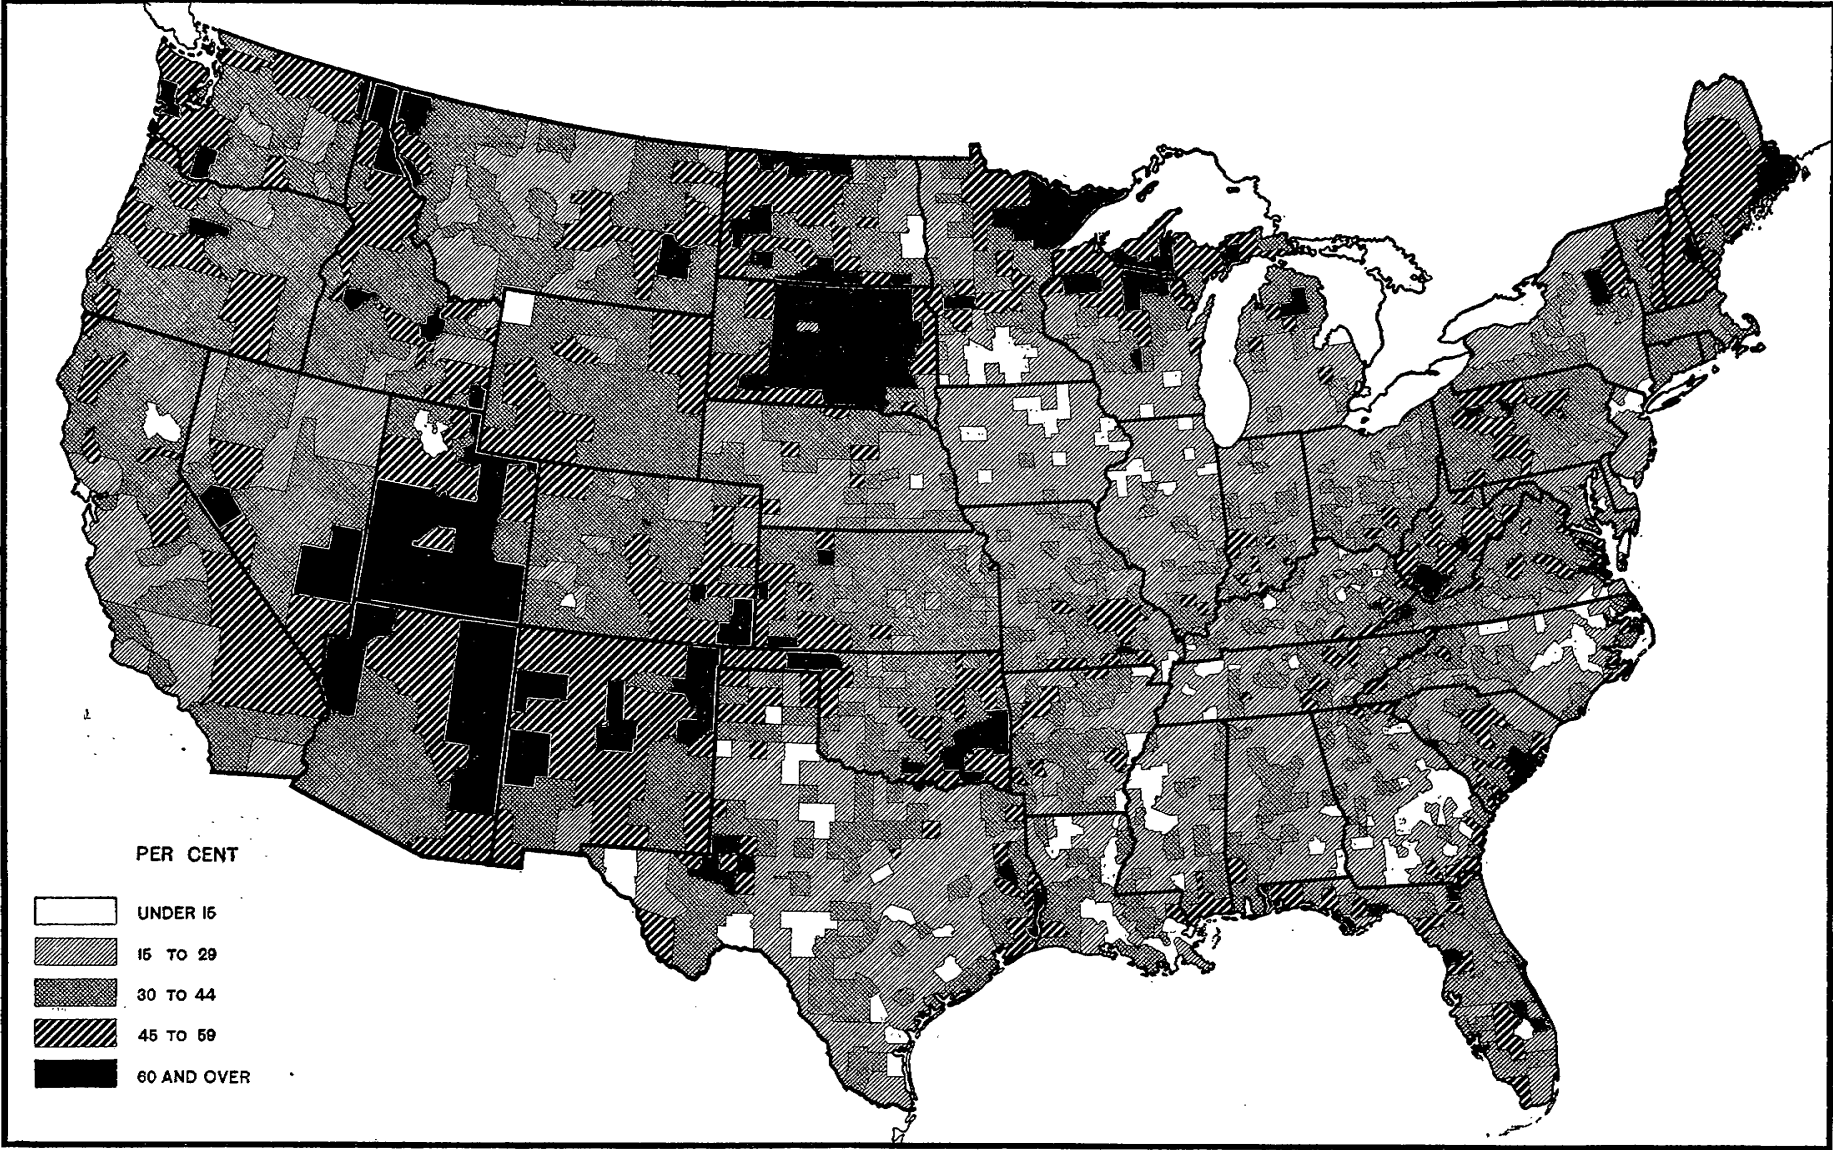 PER CENT
UNDER 15
15 TO 29
30 TO 44
45 TO 59
60 AND OVER